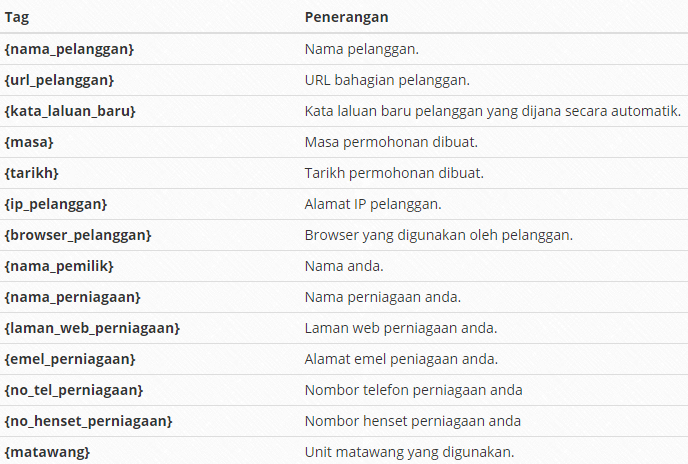 Tag Penerangan
{nama_pelanggan} Nama pelanggan.
{url_pelanggan} URL bahagian pelanggan.
{kata_laluan_baru} Kata laluan baru pelanggan yang dijana secara automatik.
{masa} Masa permohonan dibuat.
{tarikh} Tarikh permohonan dibuat.
{ip_pelanggan} Alamat IP pelanggan.
{browser_pelanggan} Browser yang digunakan oleh pelanggan.
{nama_pemilik} Nama anda.
{nama_perniagaan} Nama perniagaan anda.
{laman_web_perniagaan} Laman web perniagaan anda.
{emel_perniagaan} Alamat emel peniagaan anda.
{no_tel_perniagaan} Nombor telefon perniagaan anda
{no_henset_perniagaan} Nombor henset perniagaan anda
{matawang} Unit matawang yang digunakan.